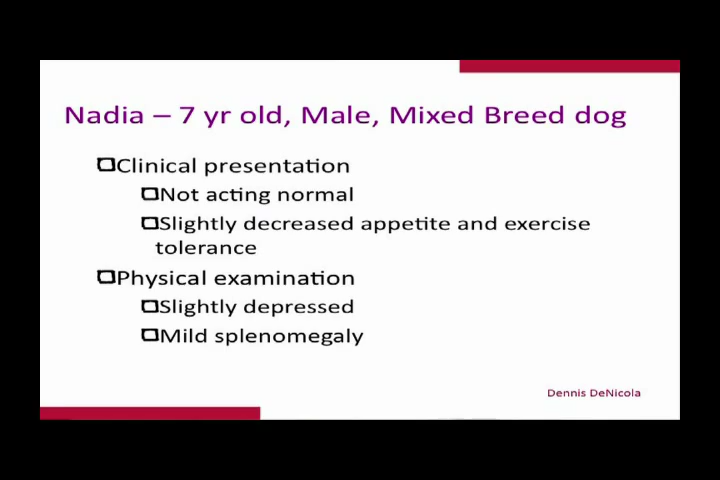 Nadia – 7 yr old, Male, Mixed Breed dog
Clinical presentation
Not acting normal
Slightly decreased appetite and exercise
tolerance
Physical examination
Slightly depressed
Mild splenomegaly
Dennis DeNicola